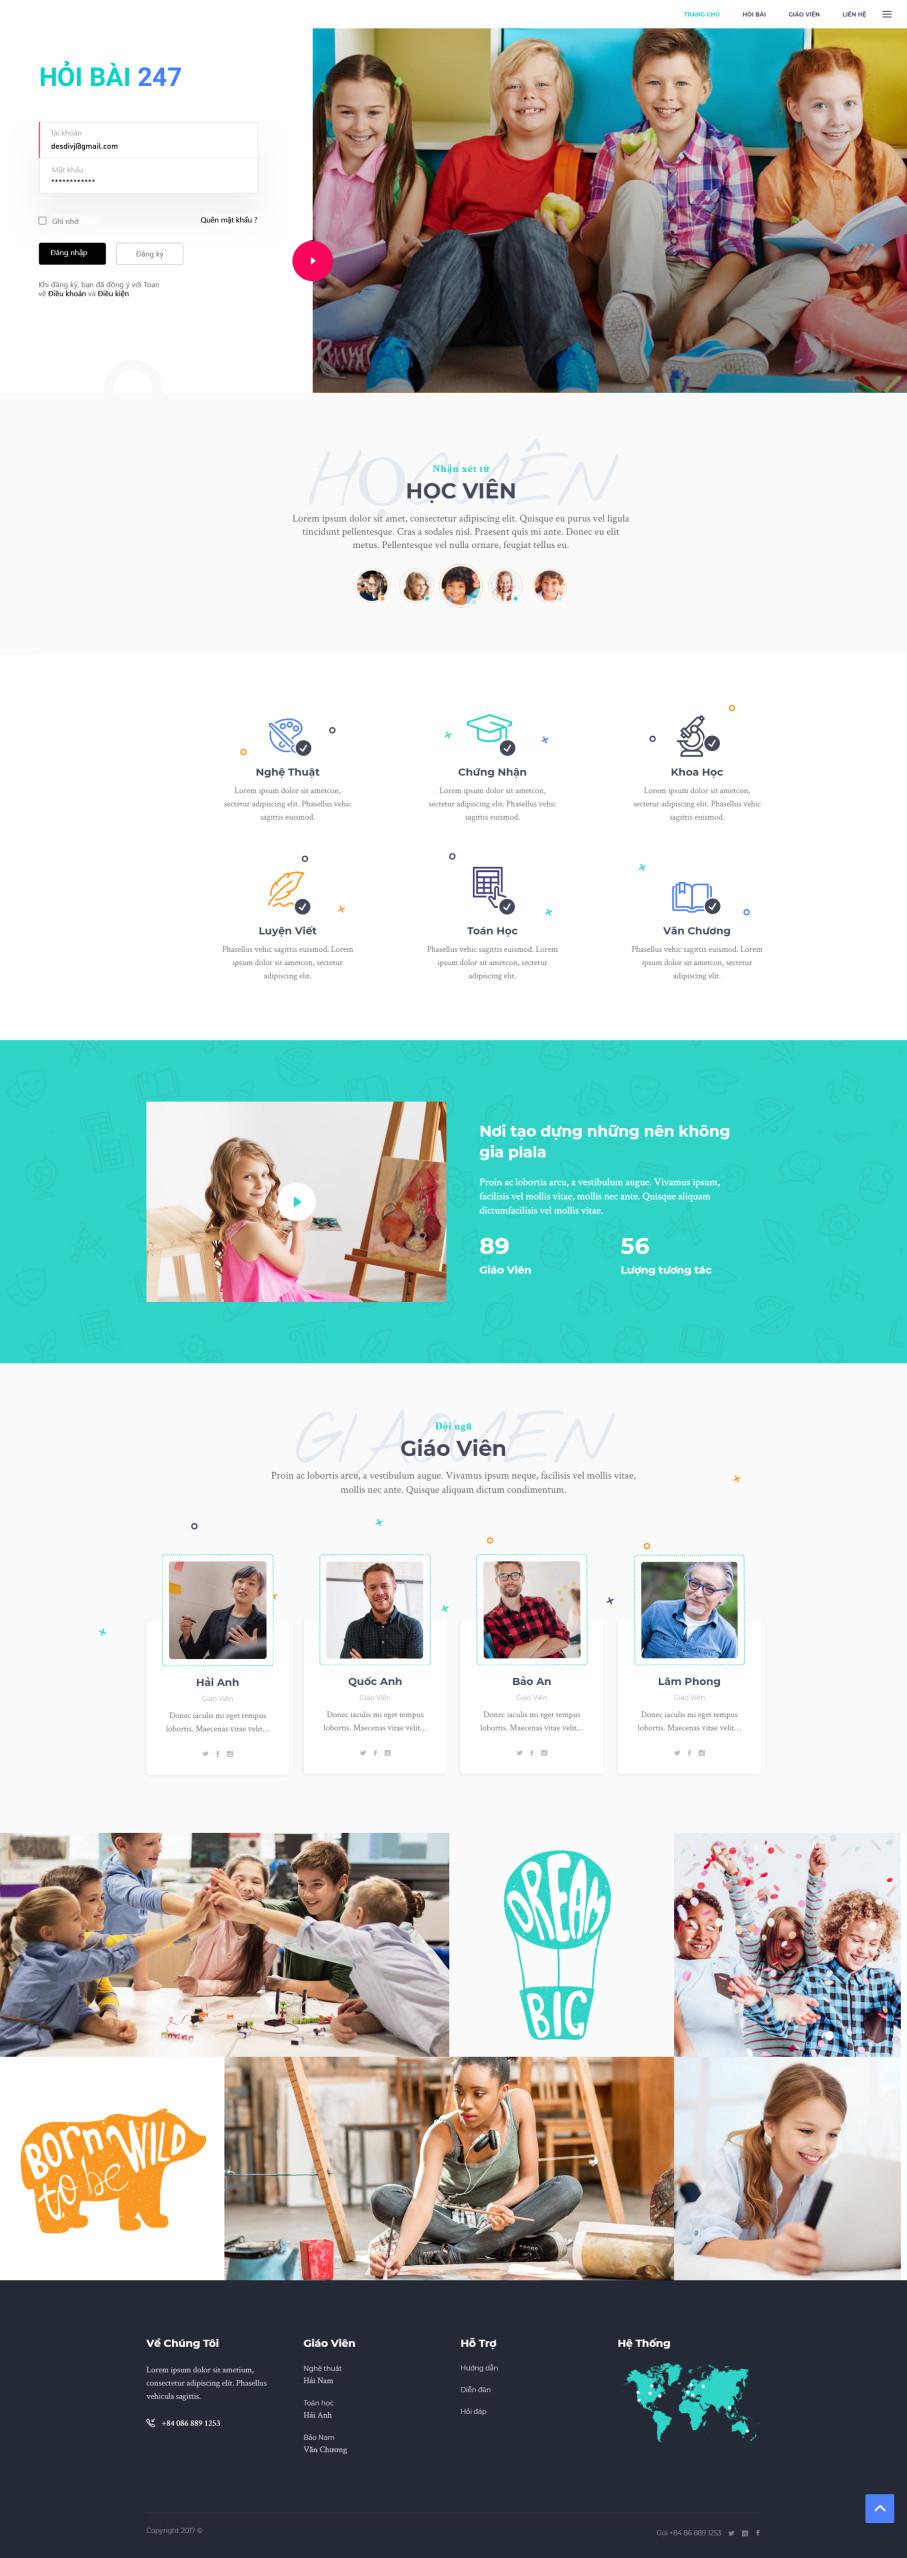 TRANG CHỦ HỎI BÀI GIÁO VIÊN LIÊN HỆ
HỎI BÀI 247
Tài khoản
desdivj@gmail.com
Mật khẩu
************
Ghi nhớ Quên mật khẩu ?
Đăng nhập Đăng ký
Khi đăng ký, bạn đã đồng ý với Toan
về Điều khoản và Điều kiện
HỌC VIÊN
Nhận xét từ
HỌC VIÊN
Lorem ipsum dolor sit amet, consectetur adipiscing elit. Quisque eu purus vel ligula
tincidunt pellentesque. Cras a sodales nisl. Praesent quis mi ante. Donec eu elit
metus. Pellentesque vel nulla ornare, feugiat tellus eu.
Nghệ Thuật
Lorem ipsum dolor sit ametcon,
sectetur adipiscing elit. Phasellus vehic
sagittis euismod.
Chứng Nhận
Lorem ipsum dolor sit ametcon,
sectetur adipiscing elit. Phasellus vehic
sagittis euismod.
Khoa Học
Lorem ipsum dolor sit ametcon,
sectetur adipiscing elit. Phasellus vehic
sagittis euismod.
Luyện Viết
Phasellus vehic sagittis euismod. Lorem
ipsum dolor sit ametcon, sectetur
adipiscing elit.
Toán Học
Phasellus vehic sagittis euismod. Lorem
ipsum dolor sit ametcon, sectetur
adipiscing elit.
Văn Chương
Phasellus vehic sagittis euismod. Lorem
ipsum dolor sit ametcon, sectetur
adipiscing elit.
Nơi tạo dựng những nên không
gia plala
Proin ac lobortis arcu, a vestibulum augue. Vivamus ipsum,
facilisis vel mollis vitae, mollis nec ante. Quisque aliquam
dictumfacilisis vel mollis vitae.
89
Giáo Viên
56
Lượng tương tác
Đội ngũ
Giáo Viên
Proin ac lobortis arcu, a vestibulum augue. Vivamus ipsum neque, facilisis vel mollis vitae,
mollis nec ante. Quisque aliquam dictum condimentum.
Hải Anh
Giáo Viên
Donec iaculis mi eget tempus
lobortis. Maecenas vitae velit...
Quốc Anh
Giáo Viên
Donec iaculis mi eget tempus
lobortis. Maecenas vitae velit...
Bảo An
Giáo Viên
Donec iaculis mi eget tempus
lobortis. Maecenas vitae velit...
Lâm Phong
Giáo Viên
Donec iaculis mi eget tempus
lobortis. Maecenas vitae velit...
DREAM
BIG
BORN WILD
to be
Về Chúng Tôi
Lorem ipsum dolor sit ametium,
consectetur adipiscing elit. Phasellus
vehicula sagittis.
+84 086 889 1253
Giáo Viên
Nghệ thuật
Hải Nam
Toán học
Hải Anh
Bảo Nam
Văn Chương
Hỗ Trợ
Hướng dẫn
Diễn đàn
Hỏi đáp
Hệ Thống
Copyright 2017 ©
Gọi +84 86 889 1253